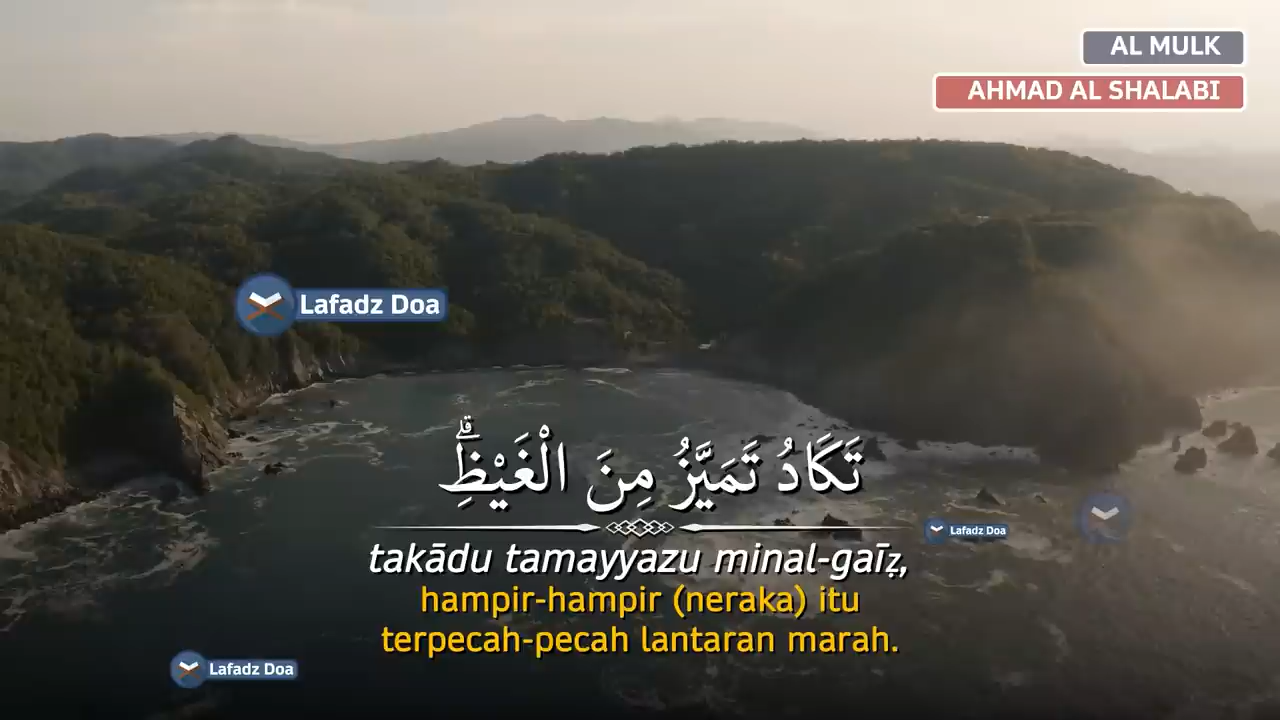 AL MULK
AHMAD AL SHALABI
Lafadz Doa
تَكَادُ تَمَيَّزُ مِنَ الْغَيْظِۗ
takādu tamayyazu minal-gaīẓ,
Lafadz Doa
hampir-hampir (neraka) itu
terpecah-pecah lantaran marah.
Lafadz Doa